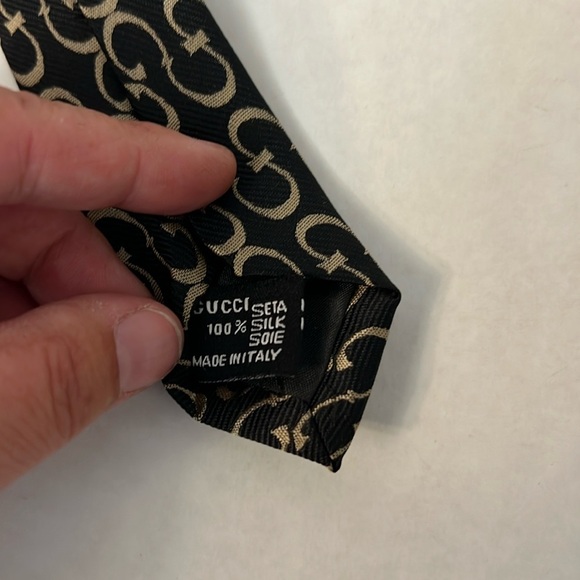 GUCCI SETA
100% SILK
SOIE
MADE IN ITALY